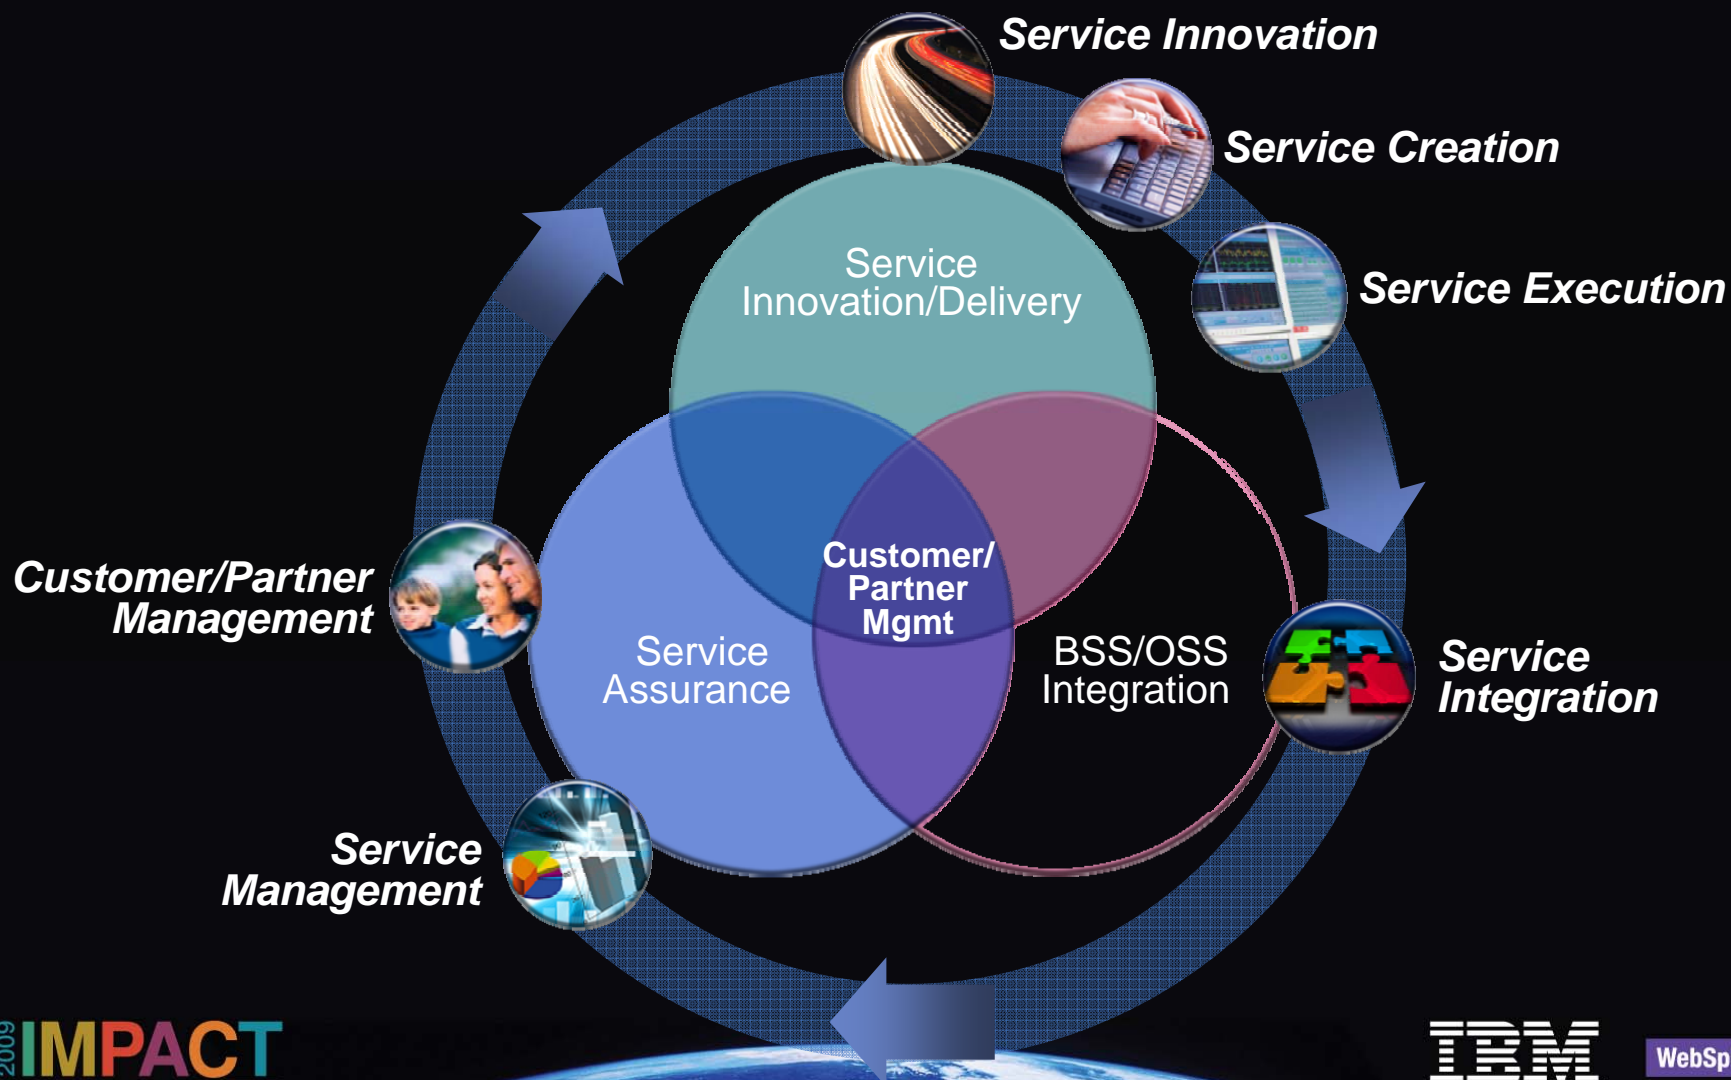 Service Innovation
Service Creation
Service
Innovation/Delivery
Service Execution
Customer/
Partner
Mgmt
Customer/Partner
Management
Service
Assurance
BSS/OSS
Integration
Service
Integration
Service
Management
2009
IMPACT
IBM
WebSp